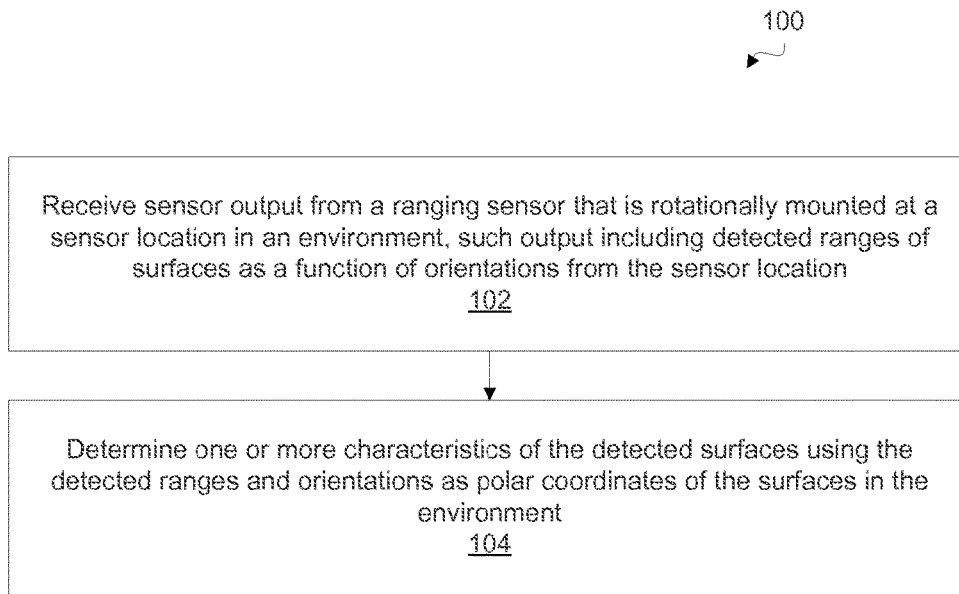 100
Receive sensor output from a ranging sensor that is rotationally mounted at a
sensor location in an environment, such output including detected ranges of
surfaces as a function of orientations from the sensor location
102
Determine one or more characteristics of the detected surfaces using the
detected ranges and orientations as polar coordinates of the surfaces in the
environment
104